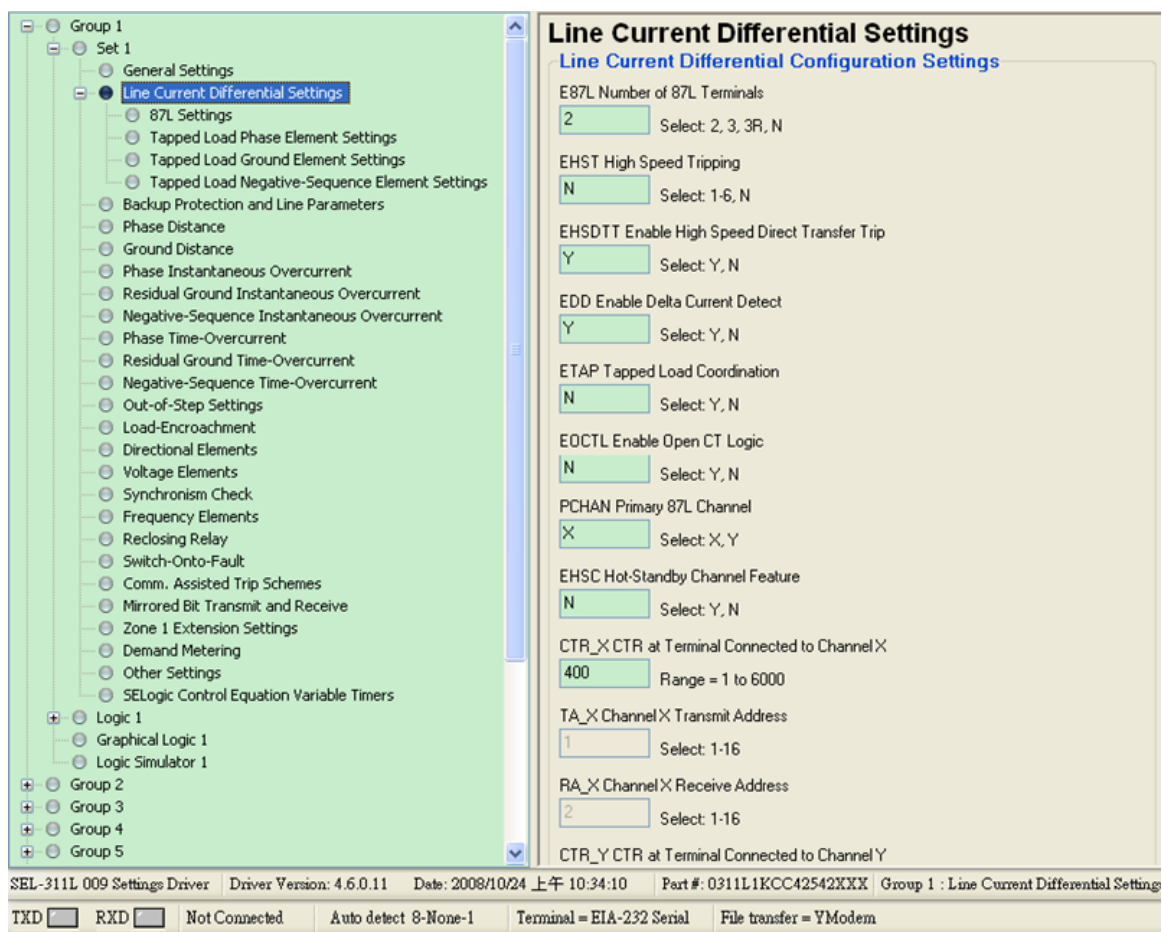 Group 1
Set 1
General Settings
Line Current Differential Settings
87L Settings
Tapped Load Phase Element Settings
Tapped Load Ground Element Settings
Tapped Load Negative-Sequence Element Settings
Backup Protection and Line Parameters
Phase Distance
Ground Distance
Phase Instantaneous Overcurrent
Residual Ground Instantaneous Overcurrent
Negative-Sequence Instantaneous Overcurrent
Phase Time-Overcurrent
Residual Ground Time-Overcurrent
Negative-Sequence Time-Overcurrent
Out-of-Step Settings
Load-Encroachment
Directional Elements
Voltage Elements
Synchronism Check
Frequency Elements
Reclosing Relay
Switch-Onto-Fault
Comm. Assisted Trip Schemes
Mirrored Bit Transmit and Receive
Zone 1 Extension Settings
Demand Metering
Other Settings
SELogic Control Equation Variable Timers
Logic 1
Graphical Logic 1
Logic Simulator 1
Group 2
Group 3
Group 4
Group 5
Line Current Differential Settings
Line Current Differential Configuration Settings
E87L Number of 87L Terminals
2 Select: 2, 3, 3R, N
EHST High Speed Tripping
N Select: 1-6, N
EHSDTT Enable High Speed Direct Transfer Trip
Y Select: Y, N
EDD Enable Delta Current Detect
Y Select: Y, N
ETAP Tapped Load Coordination
N Select: Y, N
EOCTL Enable Open CT Logic
N Select: Y, N
PCHAN Primary 87L Channel
X Select: X, Y
EHSC Hot-Standby Channel Feature
N Select: Y, N
CTR_X CTR at Terminal Connected to Channel X
400 Range = 1 to 6000
TA_X Channel X Transmit Address
1 Select: 1-16
RA_X Channel X Receive Address
2 Select: 1-16
CTR_Y CTR at Terminal Connected to Channel Y
SEL-311L 009 Settings Driver Driver Version: 4.6.0.11 Date: 2008/10/24 上午 10:34:10 Part #: 0311L1KCC42542XXX Group 1 : Line Current Differential Settings
TXD RXD Not Connected Auto detect 8-None-1 Terminal = EIA-232 Serial File transfer = YModem